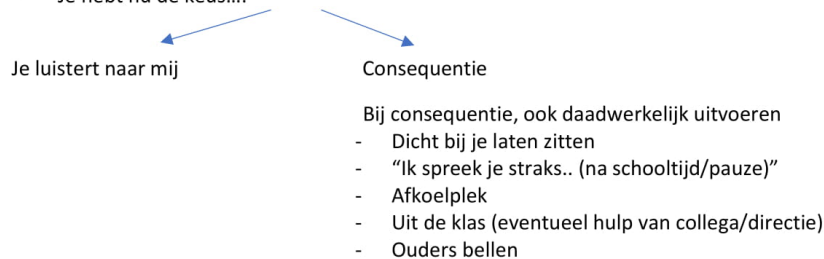 Je luistert naar mij
Consequentie
Bij consequentie, ook daadwerkelijk uitvoeren
- Dicht bij je laten zitten
- “Ik spreek je straks.. (na schooltijd/pauze)”
- Afkoelplek
- Uit de klas (eventueel hulp van collega/directie)
- Ouders bellen